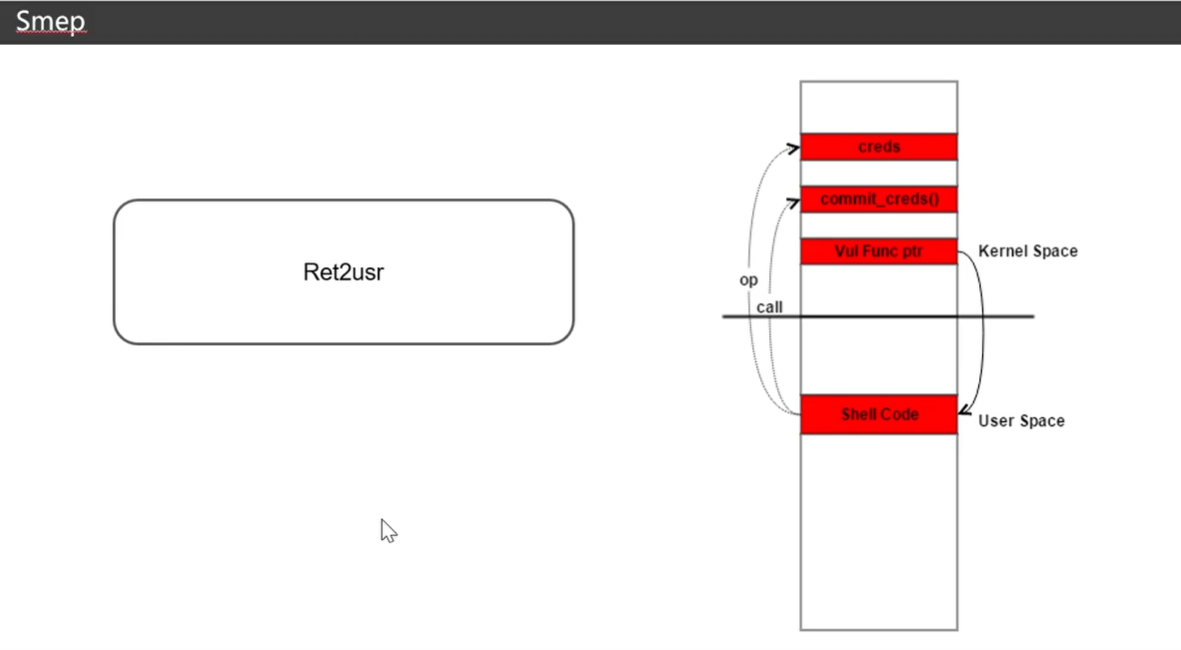 Smep
Ret2usr
creds
commit_creds()
Vul Func ptr
Kernel Space
op
call
Shell Code
User Space